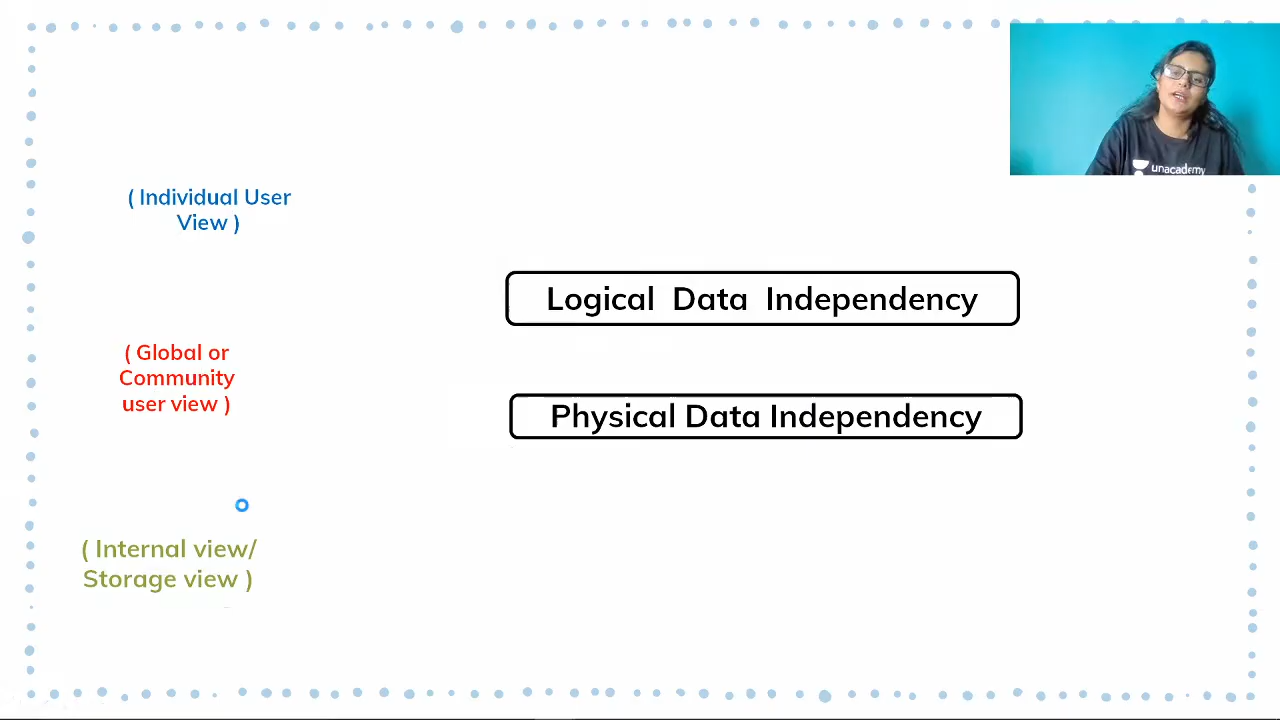 unacademy
( Individual User
View )
Logical Data Independency
( Global or
Community
user view )
Physical Data Independency
( Internal view/
Storage view )